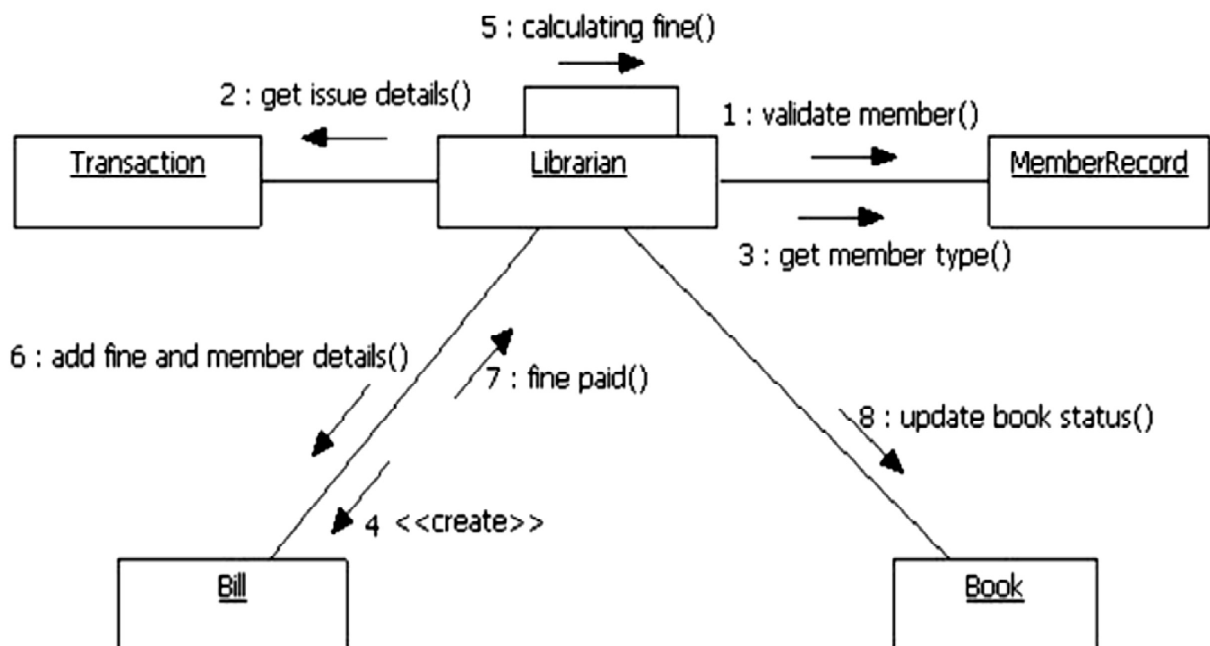 5 : calculating fine()
2 : get issue details()
1 : validate member()
Transaction
Librarian
MemberRecord
3 : get member type()
6 : add fine and member details()
7 : fine paid()
8 : update book status()
4 <<create>>
Bill
Book